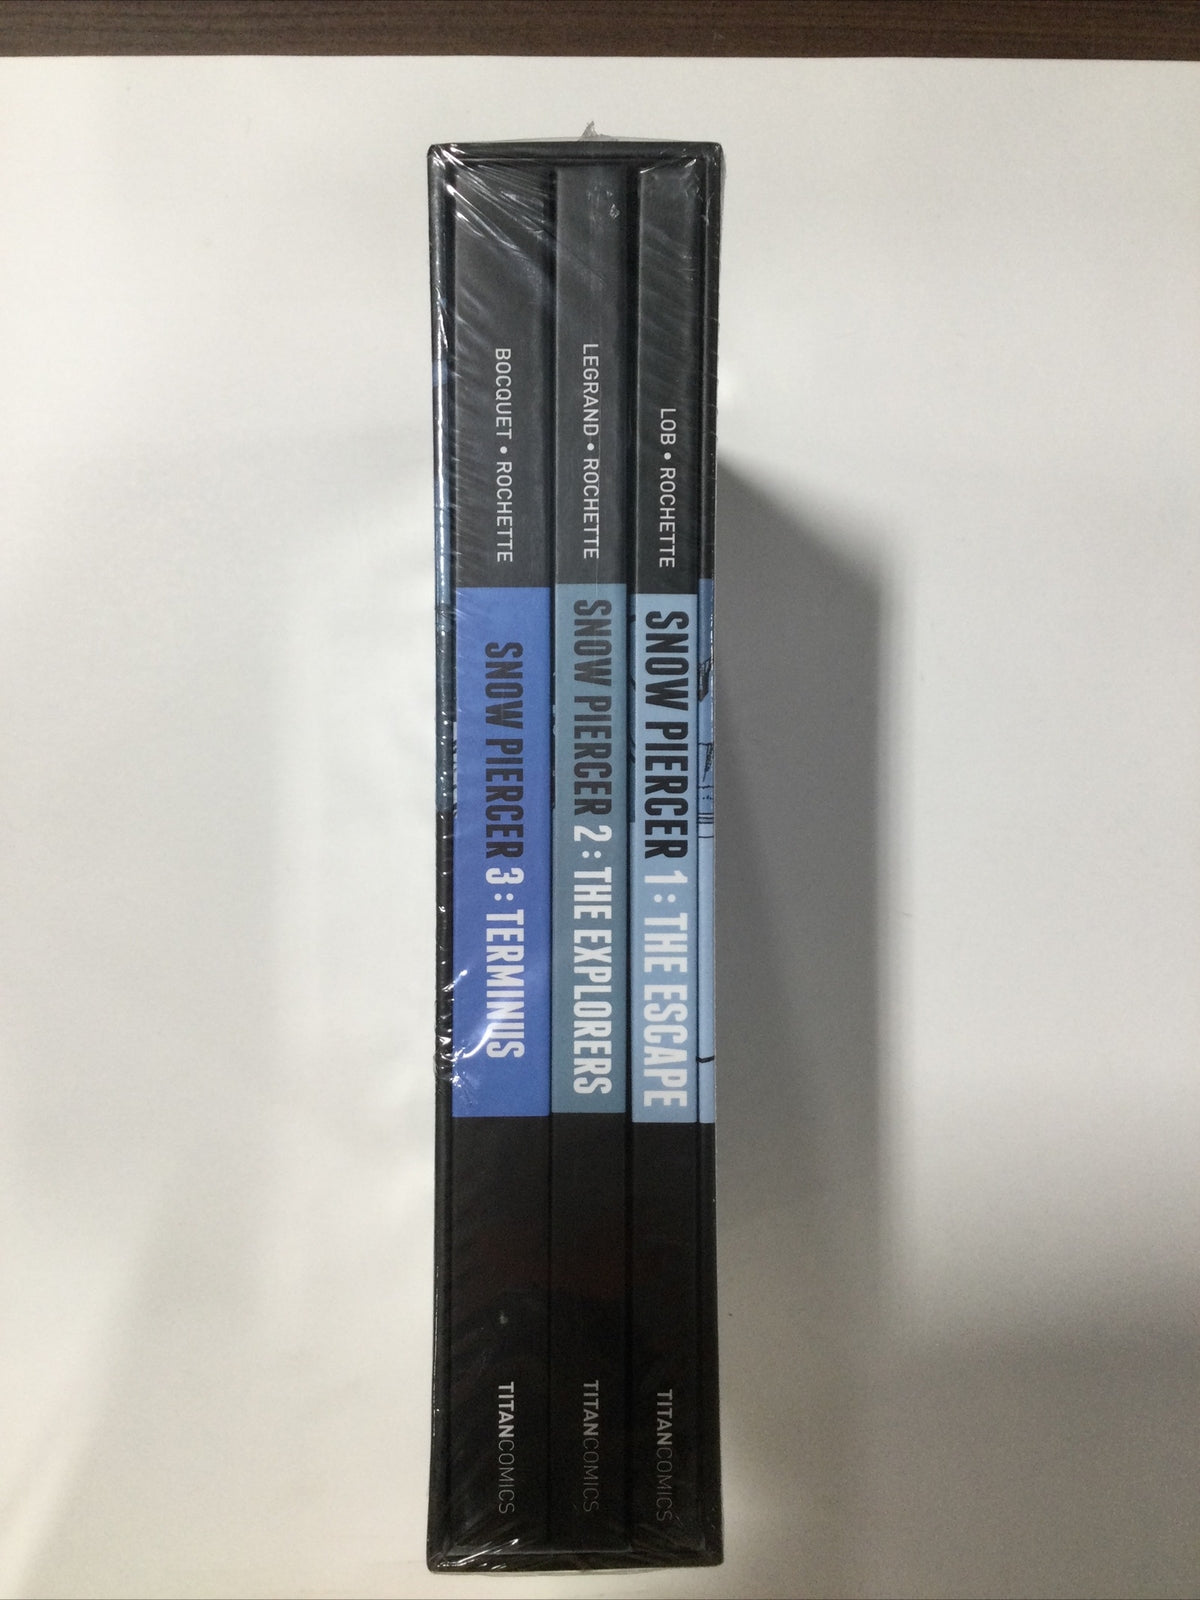 BOCQUET • ROCHETTE
SNOW PIERCER 3 : TERMINUS
TITANCOMICS
LEGRAND • ROCHETTE
SNOW PIERCER 2 : THE EXPLORERS
TITANCOMICS
LOB • ROCHETTE
SNOW PIERCER 1 : THE ESCAPE
TITANCOMICS